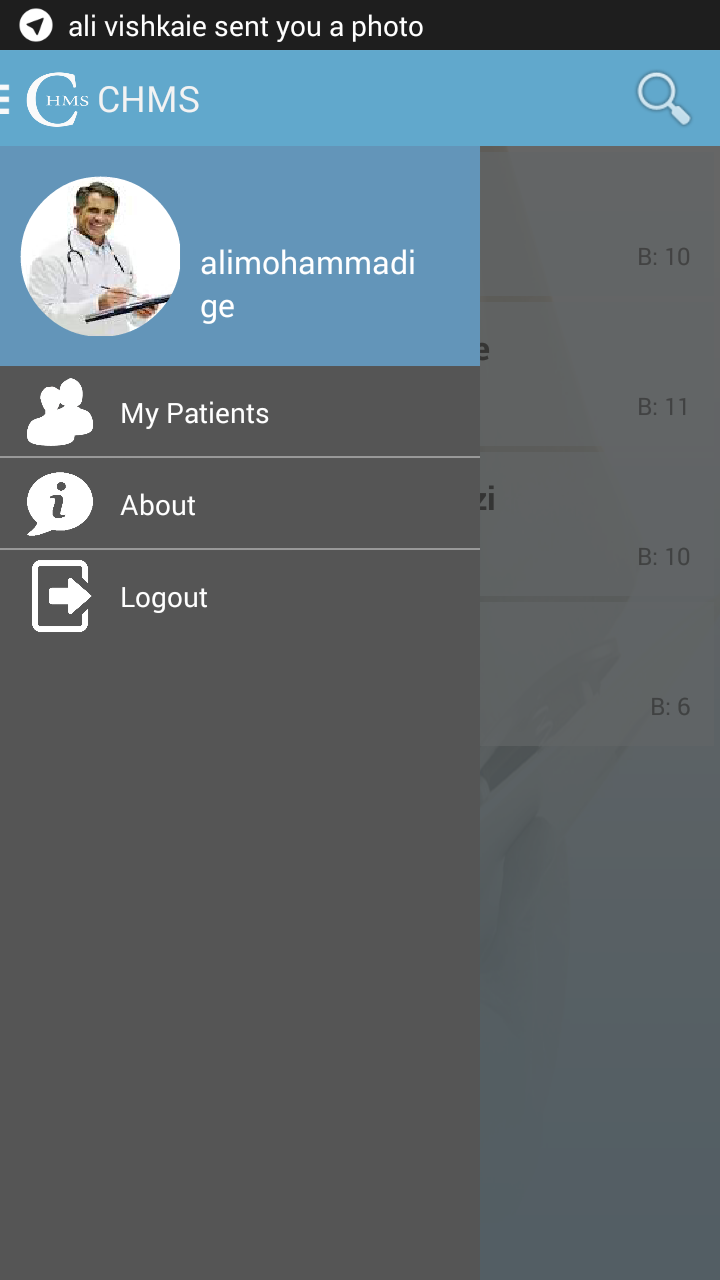 ali vishkaie sent you a photo
CHMS CHMS
alimohammadi
ge
B: 10
e
B: 11
zi
B: 10
B: 6
My Patients
About
Logout